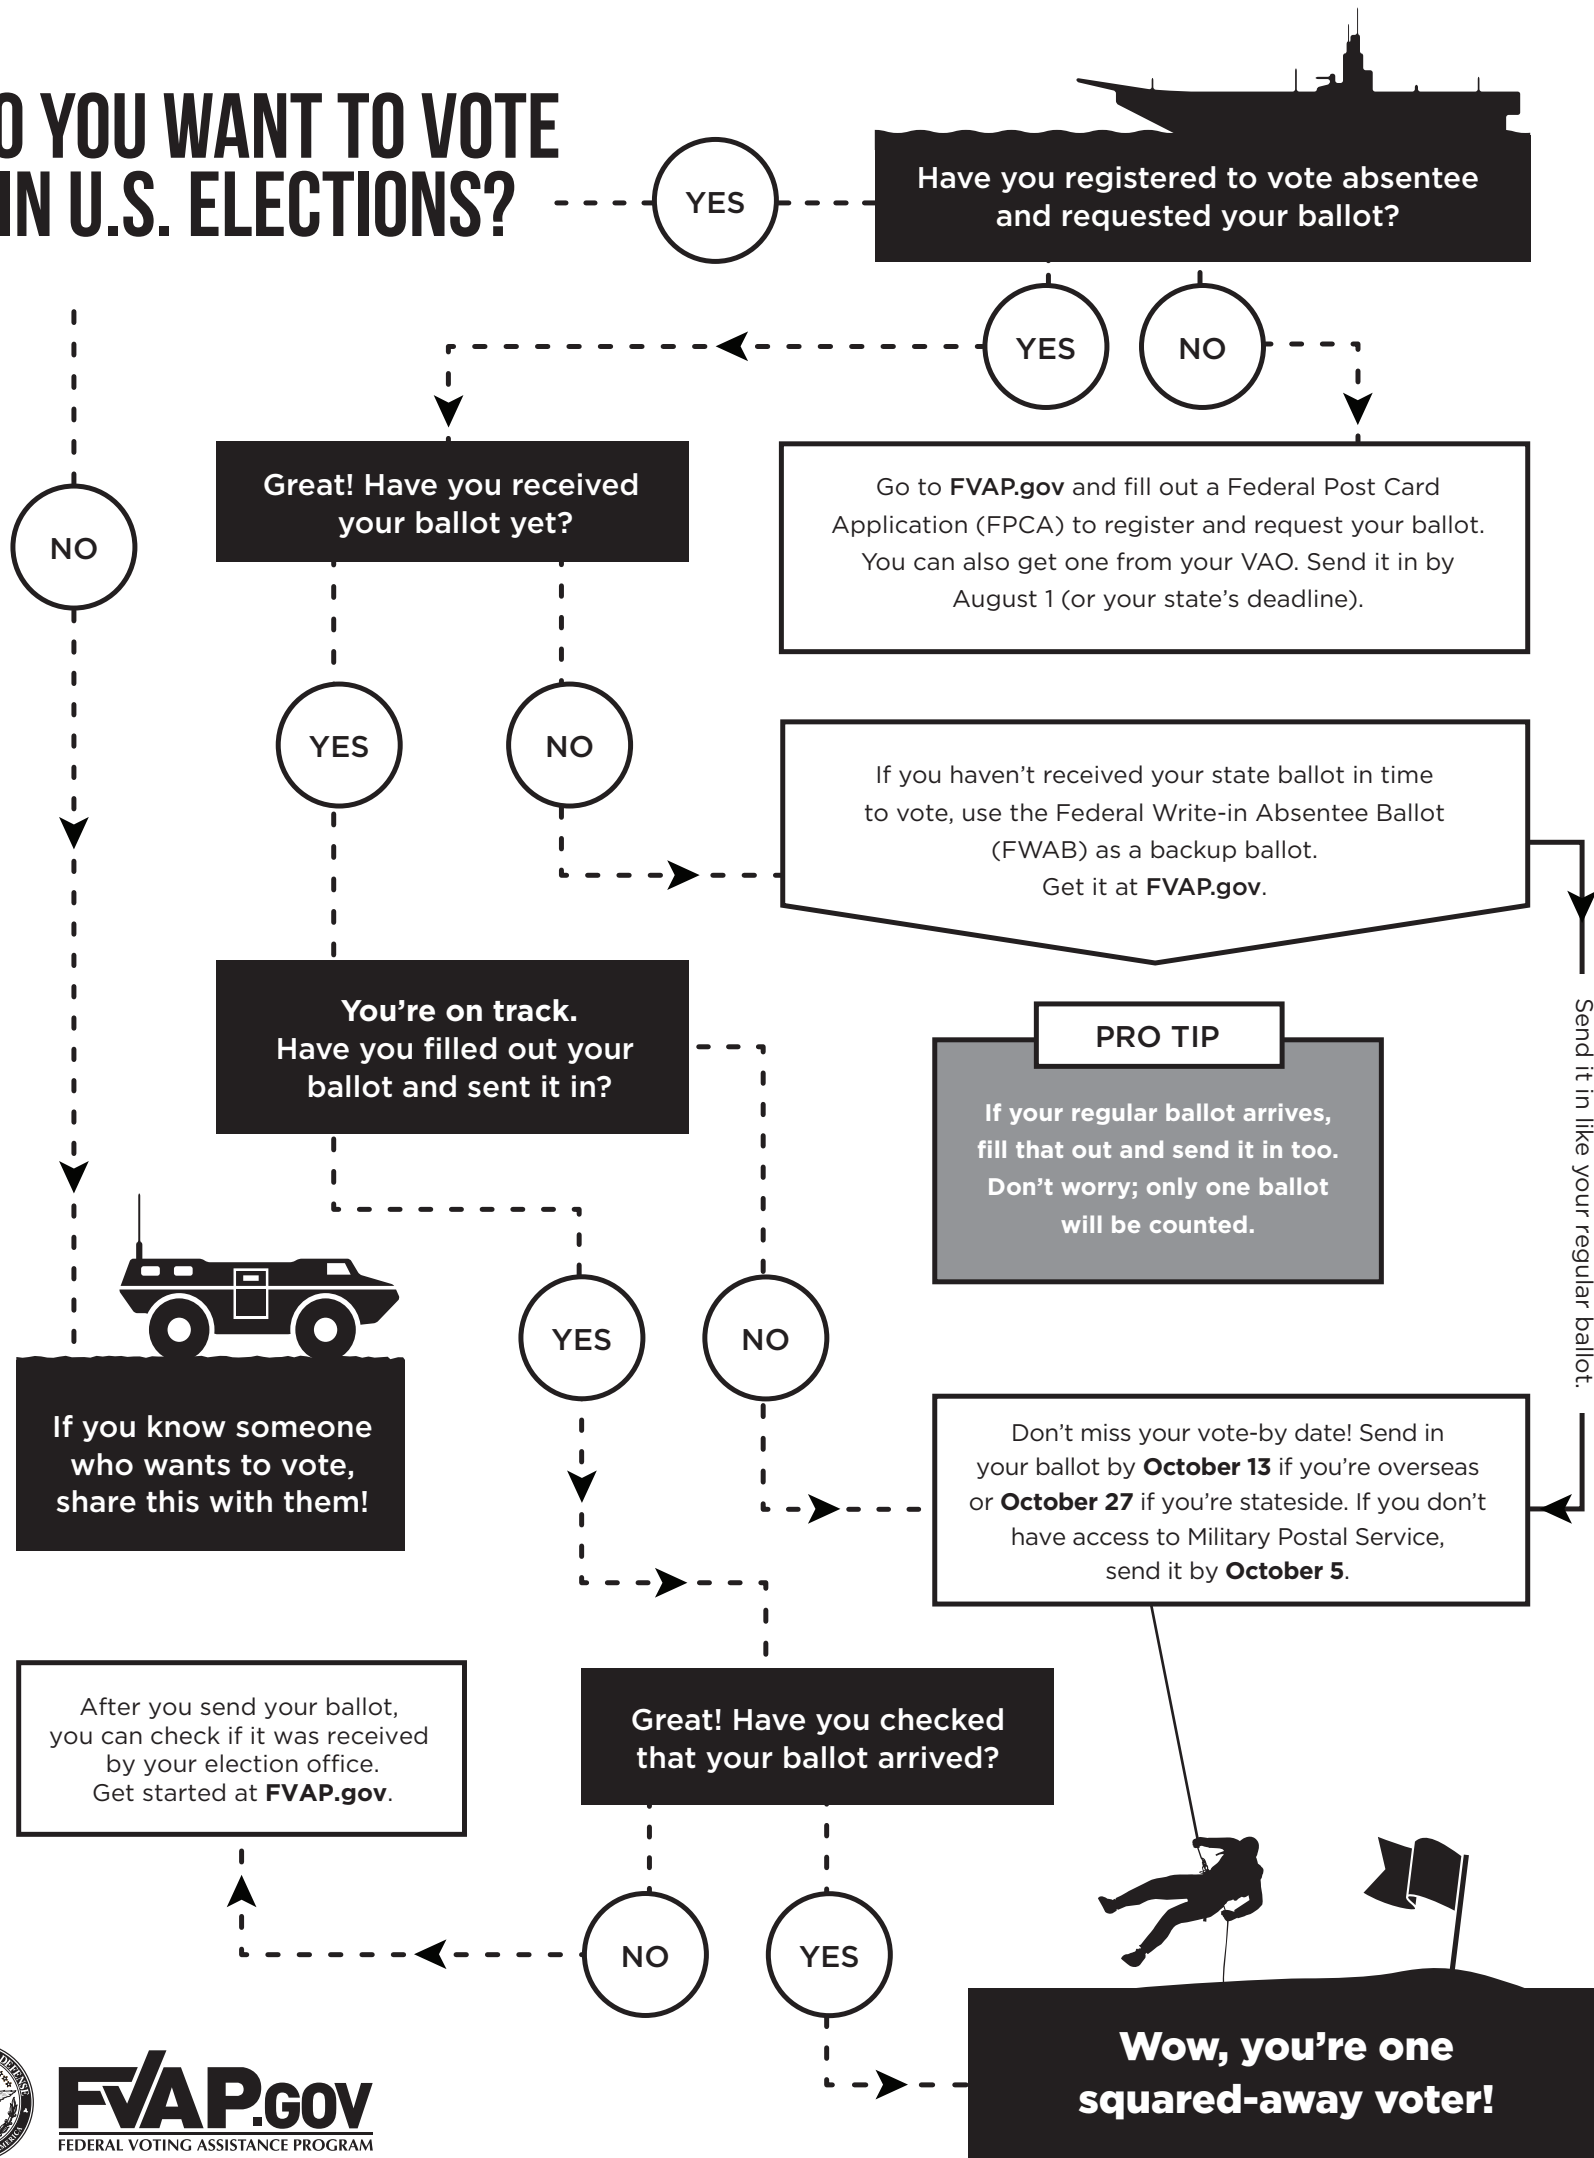 O YOU WANT TO VOTE
IN U.S. ELECTIONS?
YES
Have you registered to vote absentee
and requested your ballot?
YES
NO
NO
Great! Have you received
your ballot yet?
Go to FVAP.gov and fill out a Federal Post Card
Application (FPCA) to register and request your ballot.
You can also get one from your VAO. Send it in by
August 1 (or your state’s deadline).
YES
NO
If you haven’t received your state ballot in time
to vote, use the Federal Write-in Absentee Ballot
(FWAB) as a backup ballot.
Get it at FVAP.gov.
Send it in like your regular ballot.
You’re on track.
Have you filled out your
ballot and sent it in?
PRO TIP
If your regular ballot arrives,
fill that out and send it in too.
Don’t worry; only one ballot
will be counted.
YES
NO
If you know someone
who wants to vote,
share this with them!
Don’t miss your vote-by date! Send in
your ballot by October 13 if you’re overseas
or October 27 if you’re stateside. If you don’t
have access to Military Postal Service,
send it by October 5.
After you send your ballot,
you can check if it was received
by your election office.
Get started at FVAP.gov.
Great! Have you checked
that your ballot arrived?
NO
YES
Wow, you’re one
squared-away voter!
DEFENSE
FVAP.GOV
FEDERAL VOTING ASSISTANCE PROGRAM